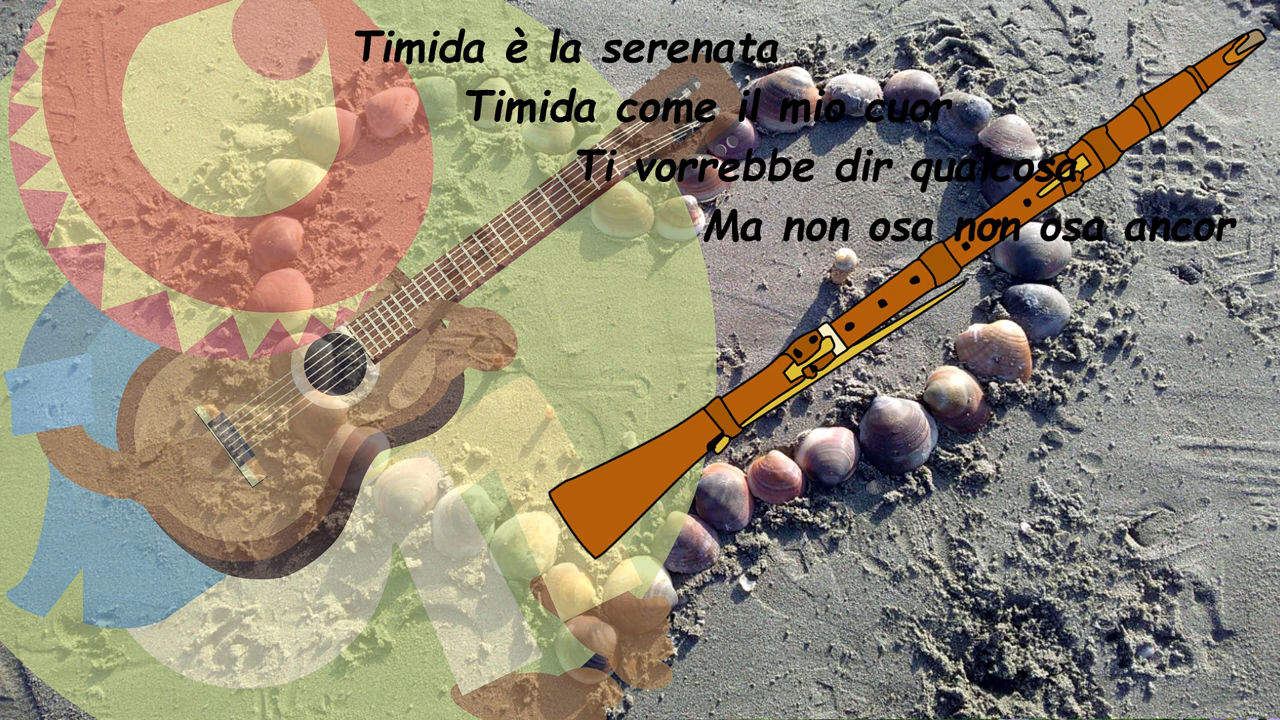 Timida è la serenata
Timida come il mio cuor
Ti vorrebbe dir qualcosa
Ma non osa non osa ancor